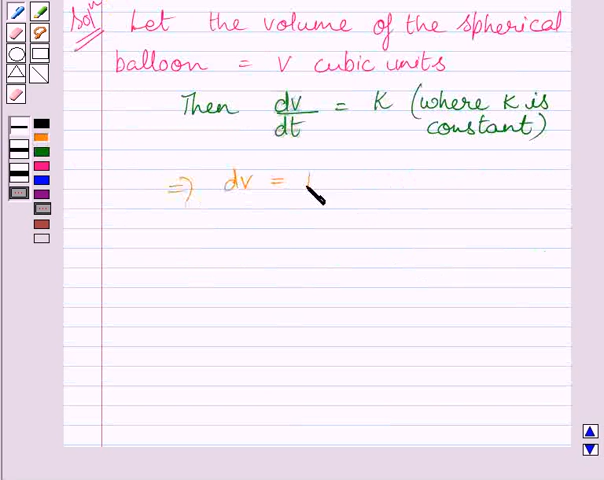 Solⁿ Let the volume of the spherical
balloon = V cubic units
Then dv/dt = K (where K is
constant)
⇒ dv =